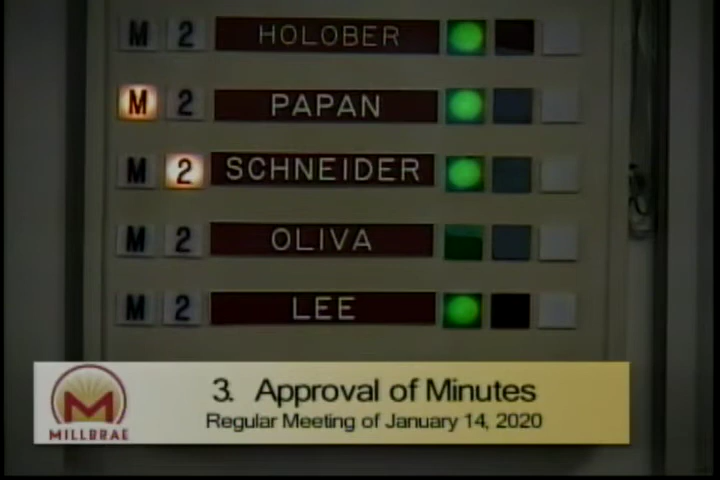 M 2 HOLOBER
M 2 PAPAN
M 2 SCHNEIDER
M 2 OLIVA
M 2 LEE
3. Approval of Minutes
Regular Meeting of January 14, 2020
M
MILLBRAE